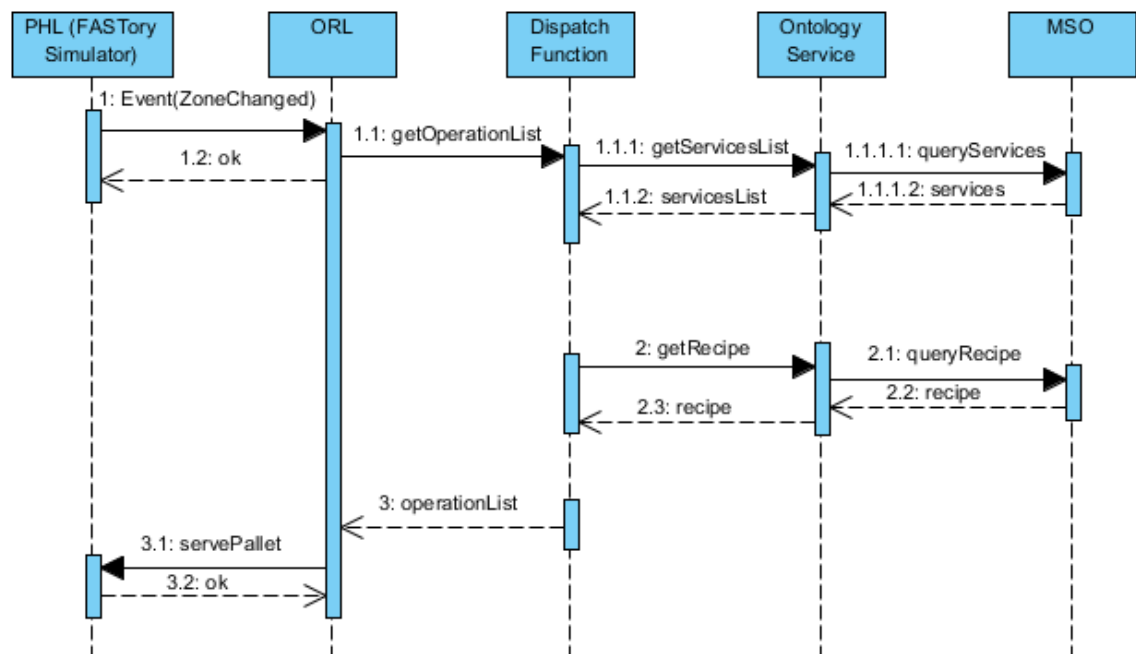 PHL (FASTory
Simulator)
ORL
Dispatch
Function
Ontology
Service
MSO
1: Event(ZoneChanged)
1.1: getOperationList
1.1.1: getServicesList
1.1.1.1: queryServices
1.2: ok
1.1.2: servicesList
1.1.1.2: services
2: getRecipe
2.1: queryRecipe
2.3: recipe
2.2: recipe
3: operationList
3.1: servePallet
3.2: ok